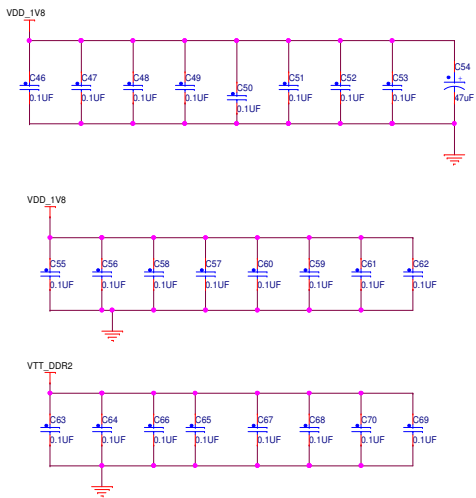 VDD_1V8
C46 C47 C48 C49 C50 C51 C52 C53 C54
0.1UF 0.1UF 0.1UF 0.1UF 0.1UF 0.1UF 0.1UF 0.1UF 47uF
VDD_1V8
C55 C56 C58 C57 C60 C59 C61 C62
0.1UF 0.1UF 0.1UF 0.1UF 0.1UF 0.1UF 0.1UF 0.1UF
VTT_DDR2
C63 C64 C66 C65 C67 C68 C70 C69
0.1UF 0.1UF 0.1UF 0.1UF 0.1UF 0.1UF 0.1UF 0.1UF